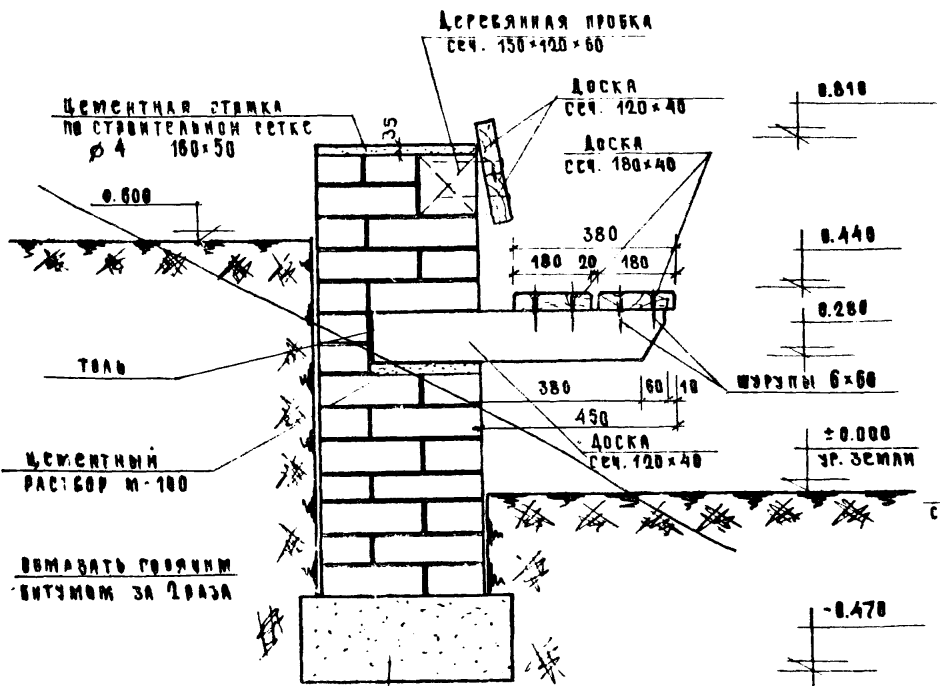 ДЕРЕВЯННАЯ ПРОБКА
СЕЧ. 150×120×60
ДОСКА
СЕЧ. 120×40
ЦЕМЕНТНАЯ СТЯЖКА
ПО СТРОИТЕЛЬНОЙ СЕТКЕ
Ø 4 160×50
35
ДОСКА
СЕЧ. 180×40
0.810
0.600
380
180 20 180
0.440
0.280
ТОЛЬ
380 60 10
ШУРУПЫ 6×60
450
ЦЕМЕНТНЫЙ
РАСТВОР М-100
ДОСКА
СЕЧ. 120×40
±0.000
УР. ЗЕМЛИ
С
ОБМАЗАТЬ ГОРЯЧИМ
БИТУМОМ ЗА 2 РАЗА
-0.470